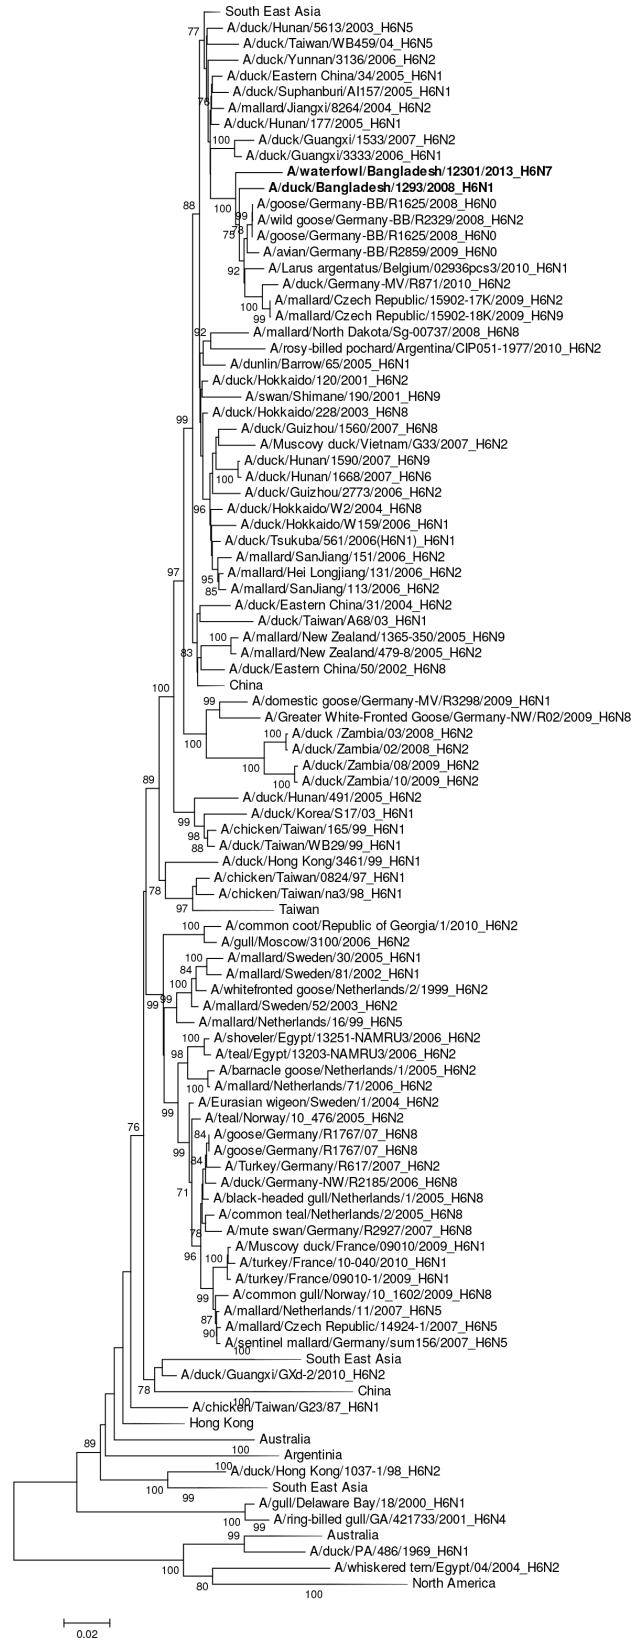 South East Asia
77
A/duck/Hunan/5613/2003_H6N5
A/duck/Taiwan/WB459/04_H6N5
A/duck/Yunnan/3136/2006_H6N2
A/duck/Eastern China/34/2005_H6N1
A/duck/Suphanburi/AI157/2005_H6N1
76
A/mallard/Jiangxi/8264/2004_H6N2
A/duck/Hunan/177/2005_H6N1
100
A/duck/Guangxi/1533/2007_H6N2
A/duck/Guangxi/3333/2006_H6N1
A/waterfowl/Bangladesh/12301/2013_H6N7
A/duck/Bangladesh/1293/2008_H6N1
88
A/goose/Germany-BB/R1625/2008_H6N0
100
99
A/wild goose/Germany-BB/R2329/2008_H6N2
78
75
A/goose/Germany-BB/R1625/2008_H6N0
A/avian/Germany-BB/R2859/2009_H6N0
92
A/Larus argentatus/Belgium/02936pcs3/2010_H6N1
A/duck/Germany-MV/R871/2010_H6N2
A/mallard/Czech Republic/15902-17K/2009_H6N2
100
A/mallard/Czech Republic/15902-18K/2009_H6N9
99
92
A/mallard/North Dakota/Sg-00737/2008_H6N8
A/rosy-billed pochard/Argentina/CIP051-1977/2010_H6N2
A/dunlin/Barrow/65/2005_H6N1
A/duck/Hokkaido/120/2001_H6N2
A/swan/Shimane/190/2001_H6N9
A/duck/Hokkaido/228/2003_H6N8
99
A/duck/Guizhou/1560/2007_H6N8
A/Muscovy duck/Vietnam/G33/2007_H6N2
A/duck/Hunan/1590/2007_H6N9
100
A/duck/Hunan/1668/2007_H6N6
A/duck/Guizhou/2773/2006_H6N2
96
A/duck/Hokkaido/W2/2004_H6N8
A/duck/Hokkaido/W159/2006_H6N1
A/duck/Tsukuba/561/2006(H6N1)_H6N1
A/mallard/SanJiang/151/2006_H6N2
97
95
A/mallard/Hei Longjiang/131/2006_H6N2
85
A/mallard/SanJiang/113/2006_H6N2
A/duck/Eastern China/31/2004_H6N2
A/duck/Taiwan/A68/03_H6N1
100
A/mallard/New Zealand/1365-350/2005_H6N9
83
A/mallard/New Zealand/479-8/2005_H6N2
A/duck/Eastern China/50/2002_H6N8
China
100
99
A/domestic goose/Germany-MV/R3298/2009_H6N1
A/Greater White-Fronted Goose/Germany-NW/R02/2009_H6N8
100
A/duck /Zambia/03/2008_H6N2
100
A/duck/Zambia/02/2008_H6N2
100
A/duck/Zambia/08/2009_H6N2
100
A/duck/Zambia/10/2009_H6N2
89
A/duck/Hunan/491/2005_H6N2
99
A/duck/Korea/S17/03_H6N1
98
A/chicken/Taiwan/165/99_H6N1
88
A/duck/Taiwan/WB29/99_H6N1
A/duck/Hong Kong/3461/99_H6N1
A/chicken/Taiwan/0824/97_H6N1
78
A/chicken/Taiwan/na3/98_H6N1
97
Taiwan
100
A/common coot/Republic of Georgia/1/2010_H6N2
A/gull/Moscow/3100/2006_H6N2
100
A/mallard/Sweden/30/2005_H6N1
84
A/mallard/Sweden/81/2002_H6N1
100
A/whitefronted goose/Netherlands/2/1999_H6N2
99
99
A/mallard/Sweden/52/2003_H6N2
A/mallard/Netherlands/16/99_H6N5
100
A/shoveler/Egypt/13251-NAMRU3/2006_H6N2
98
A/teal/Egypt/13203-NAMRU3/2006_H6N2
A/barnacle goose/Netherlands/1/2005_H6N2
100
A/mallard/Netherlands/71/2006_H6N2
A/Eurasian wigeon/Sweden/1/2004_H6N2
99
A/teal/Norway/10_476/2005_H6N2
76
84
A/goose/Germany/R1767/07_H6N8
99
A/goose/Germany/R1767/07_H6N8
84
A/Turkey/Germany/R617/2007_H6N2
A/duck/Germany-NW/R2185/2006_H6N8
71
A/black-headed gull/Netherlands/1/2005_H6N8
A/common teal/Netherlands/2/2005_H6N8
78
A/mute swan/Germany/R2927/2007_H6N8
A/Muscovy duck/France/09010/2009_H6N1
96
100
A/turkey/France/10-040/2010_H6N1
A/turkey/France/09010-1/2009_H6N1
99
A/common gull/Norway/10_1602/2009_H6N8
A/mallard/Netherlands/11/2007_H6N5
87
A/mallard/Czech Republic/14924-1/2007_H6N5
90
A/sentinel mallard/Germany/sum156/2007_H6N5
100
South East Asia
A/duck/Guangxi/GXd-2/2010_H6N2
78
China
100
A/chicken/Taiwan/G23/87_H6N1
Hong Kong
Australia
89
100
Argentinia
100
A/duck/Hong Kong/1037-1/98_H6N2
100
South East Asia
99
A/gull/Delaware Bay/18/2000_H6N1
100
A/ring-billed gull/GA/421733/2001_H6N4
99
99
Australia
A/duck/PA/486/1969_H6N1
100
A/whiskered tern/Egypt/04/2004_H6N2
80
North America
100
0.02